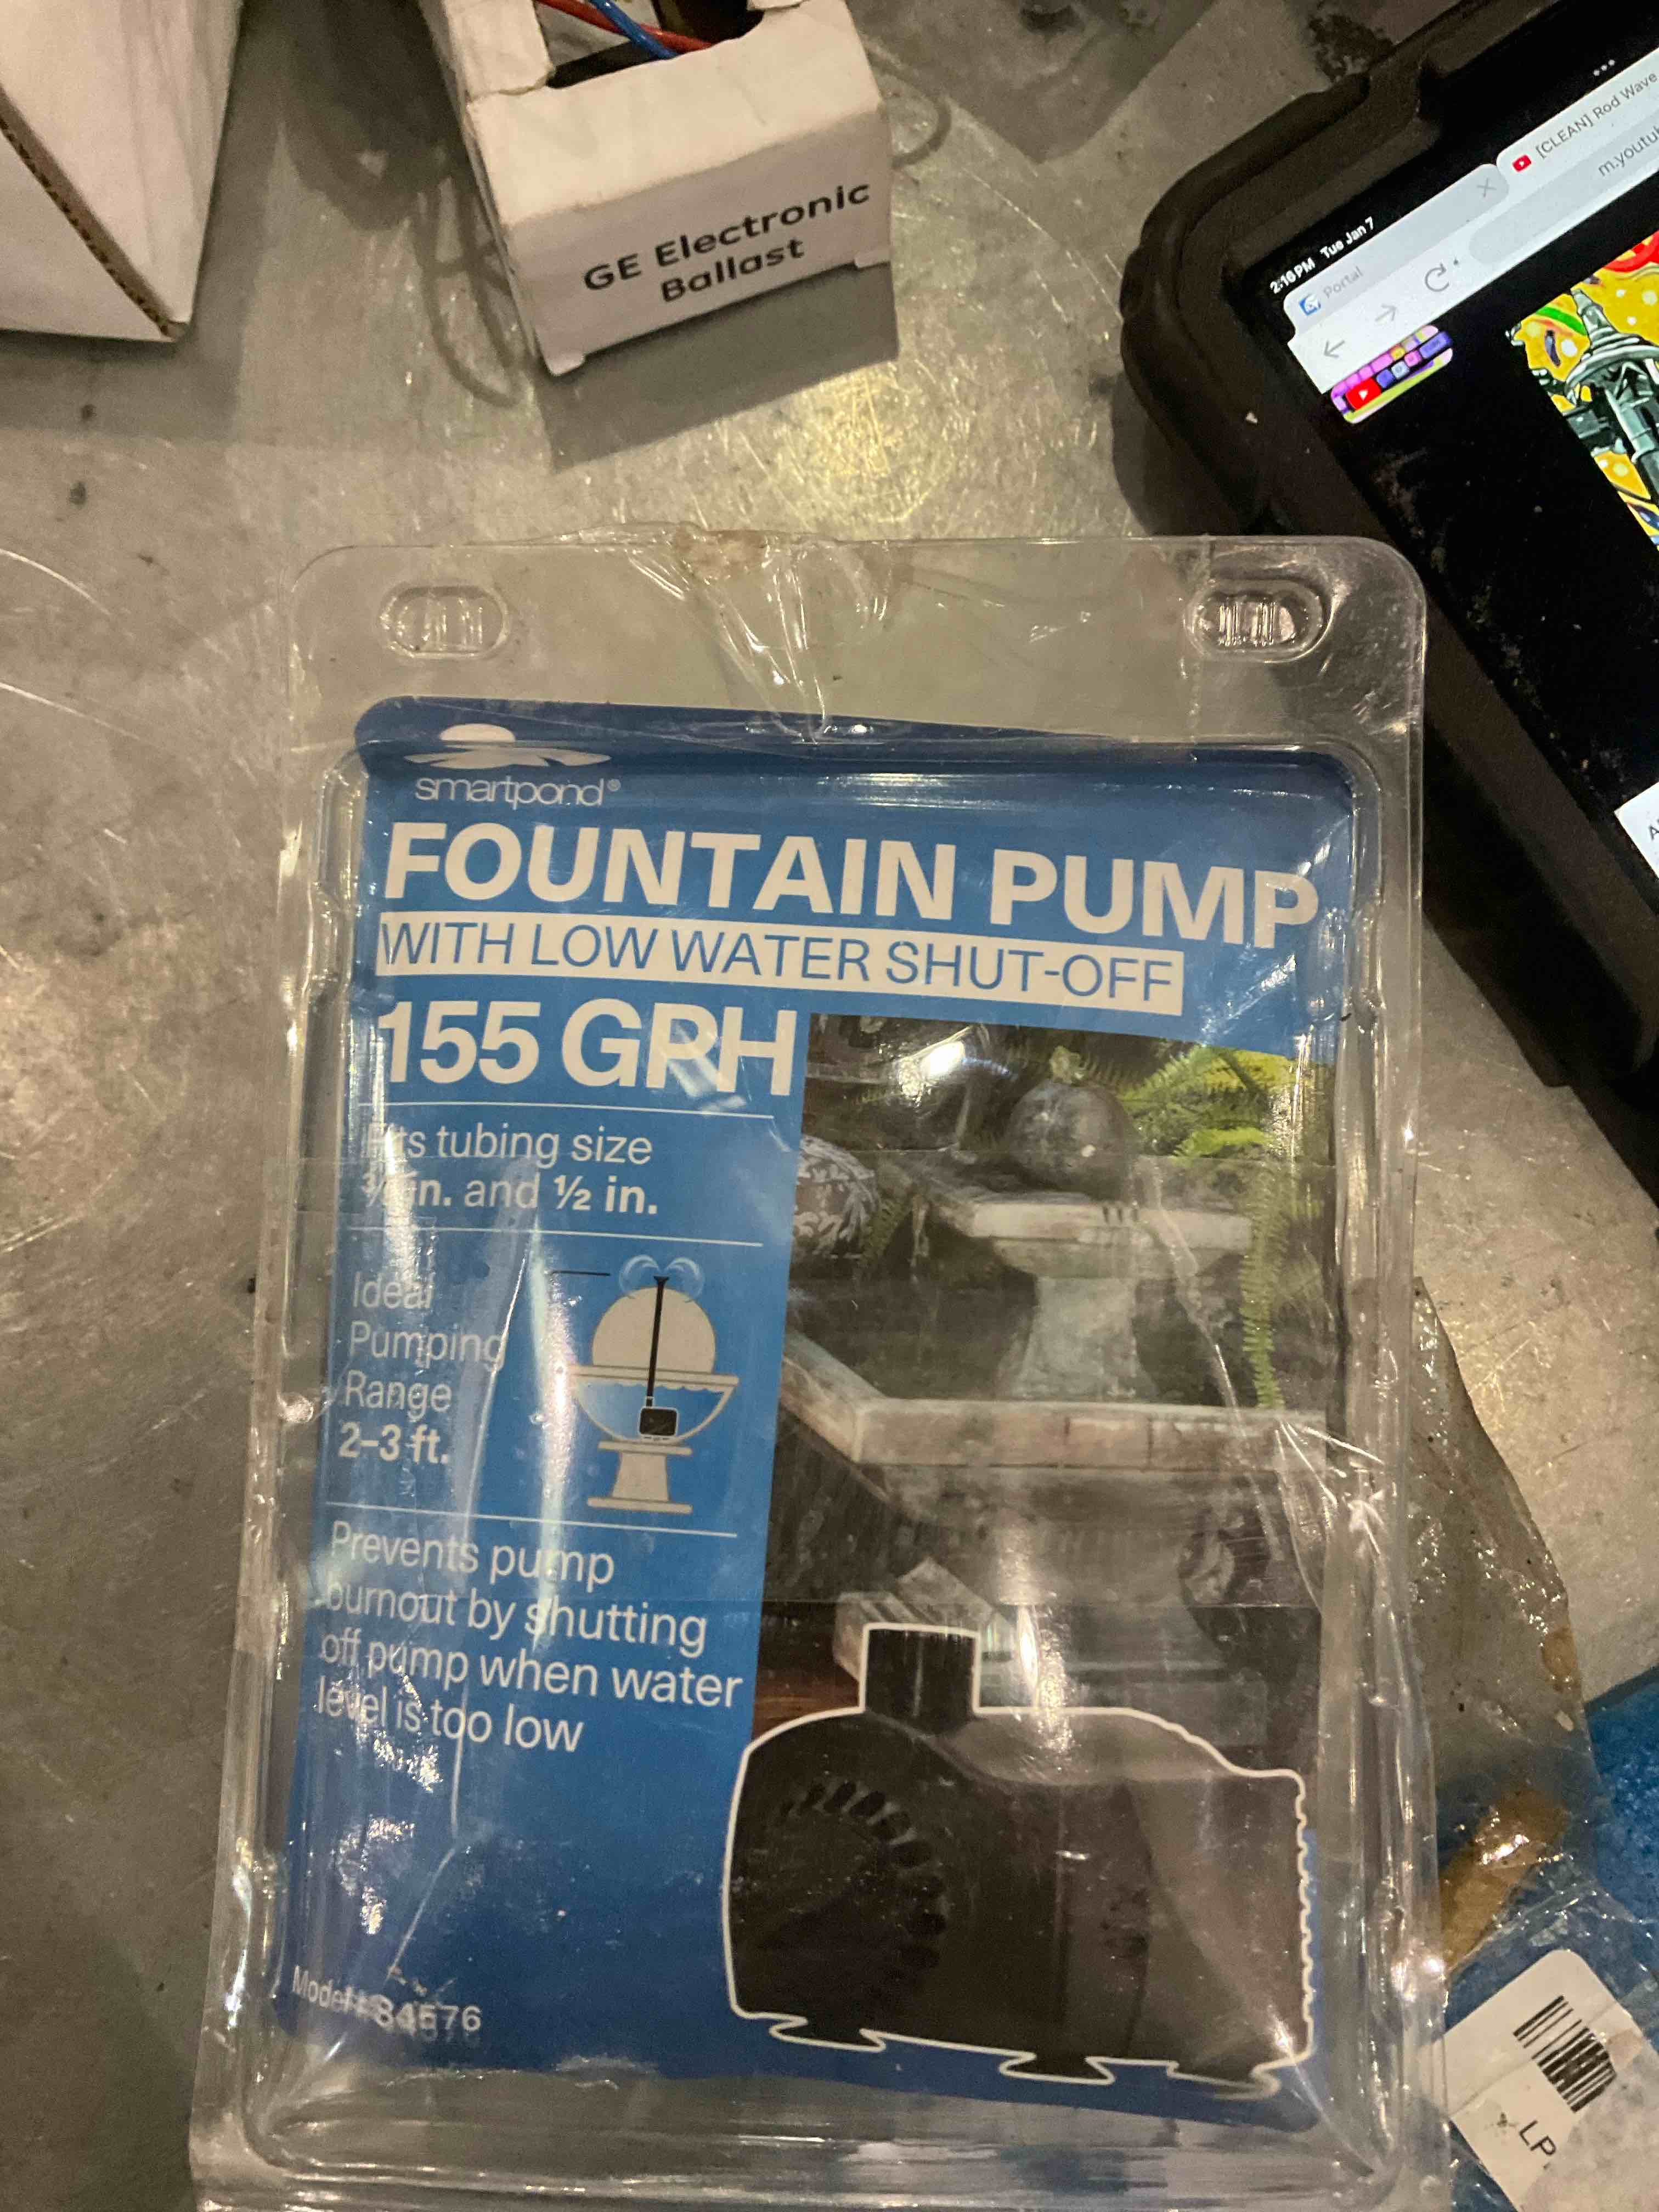 GE Electronic
Ballast
2:16 PM Tue Jan 7
Portal
[CLEAN] Rod Wave
m.youtu
smartpond®
FOUNTAIN PUMP
WITH LOW WATER SHUT-OFF
155 GPH
Fits tubing size
in. and ½ in.
Ideal
Pumping
Range
2–3 ft.
Prevents pump
burnout by shutting
off pump when water
level is too low
Model #
LP